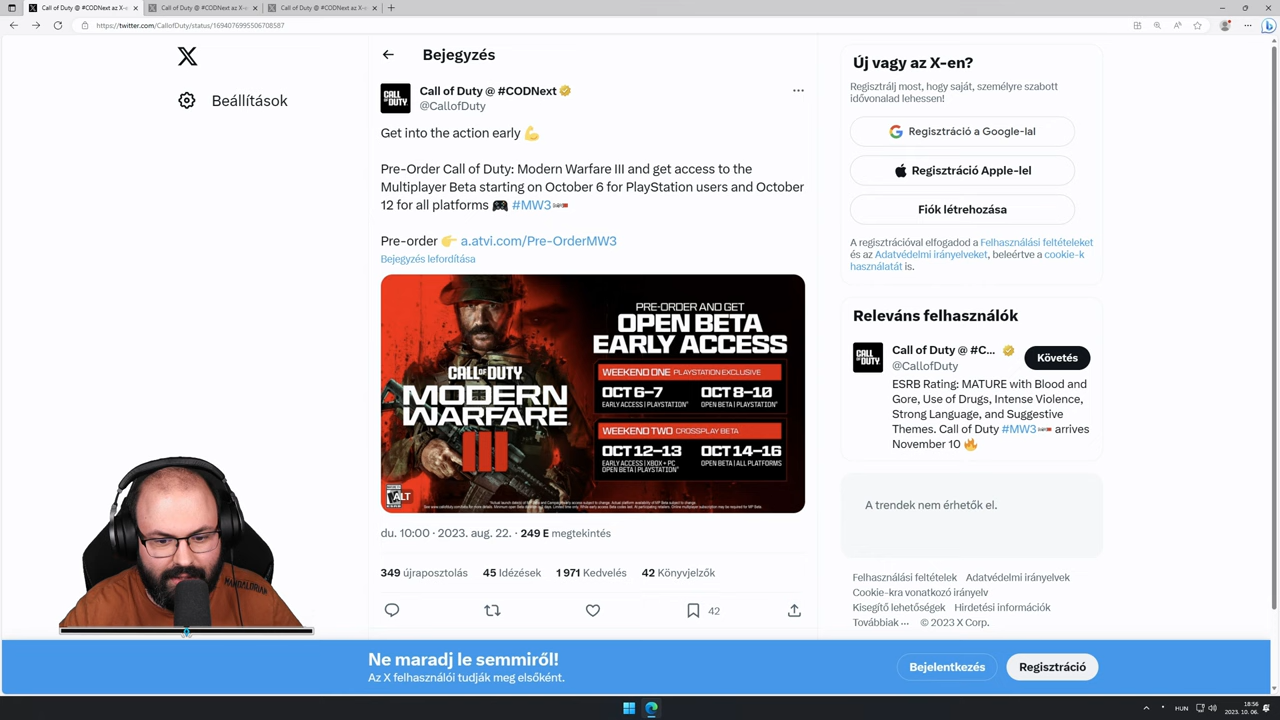 Call of Duty @ #CODNext az X-e
Call of Duty @ #CODNext az X-e
Call of Duty @ #CODNext az X-e
https://twitter.com/CallofDuty/status/1694076995506708587
Beállítások
Bejegyzés
CALL OF DUTY
Call of Duty @ #CODNext
@CallofDuty
Get into the action early
Pre-Order Call of Duty: Modern Warfare III and get access to the
Multiplayer Beta starting on October 6 for PlayStation users and October
12 for all platforms #MW3
Pre-order a.atvi.com/Pre-OrderMW3
Bejegyzés lefordítása
CALL OF DUTY
MODERN
WARFARE
III
ALT
PRE-ORDER AND GET
OPEN BETA
EARLY ACCESS
WEEKEND ONE PLAYSTATION EXCLUSIVE
OCT 6–7 OCT 8–10
EARLY ACCESS | PLAYSTATION OPEN BETA | PLAYSTATION
WEEKEND TWO CROSSPLAY BETA
OCT 12–13 OCT 14–16
EARLY ACCESS | XBOX + PC OPEN BETA | ALL PLATFORMS
OPEN BETA | PLAYSTATION
du. 10:00 · 2023. aug. 22. · 249 E megtekintés
349 újraposztolás 45 Idézések 1 971 Kedvelés 42 Könyvjelzők
42
Új vagy az X-en?
Regisztrálj most, hogy saját, személyre szabott
idővonalad lehessen!
Regisztráció a Google-lal
Regisztráció Apple-lel
Fiók létrehozása
A regisztrációval elfogadod a Felhasználási feltételeket
és az Adatvédelmi irányelveket, beleértve a cookie-k
használatát is.
Releváns felhasználók
CALL OF DUTY
Call of Duty @ #C...
@CallofDuty
Követés
ESRB Rating: MATURE with Blood and
Gore, Use of Drugs, Intense Violence,
Strong Language, and Suggestive
Themes. Call of Duty #MW3 arrives
November 10
A trendek nem érhetők el.
Felhasználási feltételek Adatvédelmi irányelvek
Cookie-kra vonatkozó irányelv
Kisegítő lehetőségek Hirdetési információk
Továbbiak ··· © 2023 X Corp.
MANDALORIAN
Ne maradj le semmiről!
Az X felhasználói tudják meg elsőként.
Bejelentkezés
Regisztráció
HUN
18:56
2023. 10. 06.